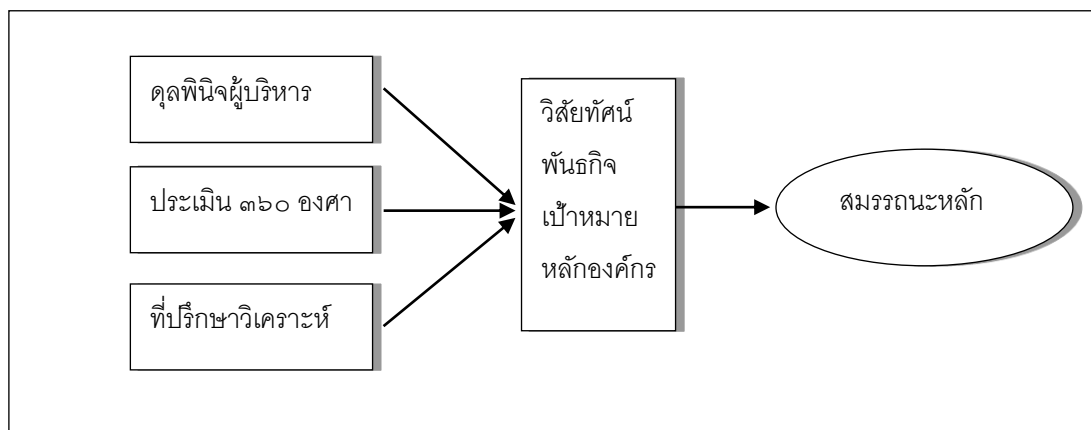 ดุลพินิจผู้บริหาร
ประเมิน ๓๖๐ องศา
ที่ปรึกษาวิเคราะห์
วิสัยทัศน์
พันธกิจ
เป้าหมาย
หลักองค์กร
สมรรถนะหลัก